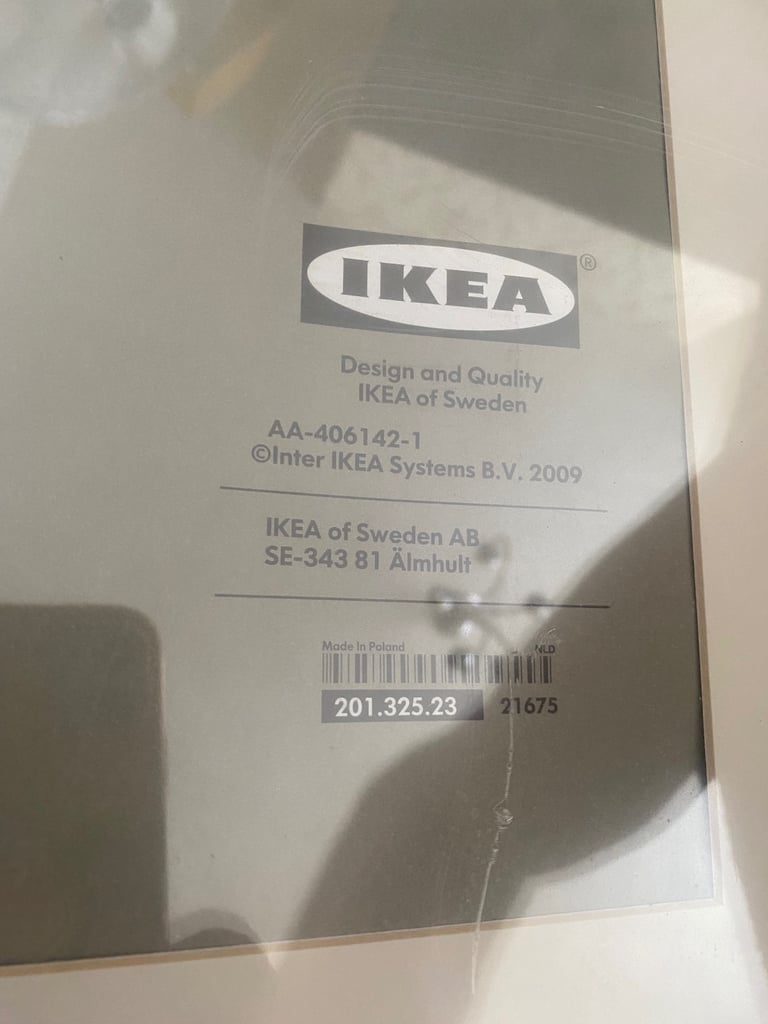 IKEA®
Design and Quality
IKEA of Sweden
AA-406142-1
©Inter IKEA Systems B.V. 2009
IKEA of Sweden AB
SE-343 81 Älmhult
Made In Poland
201.325.23 21675